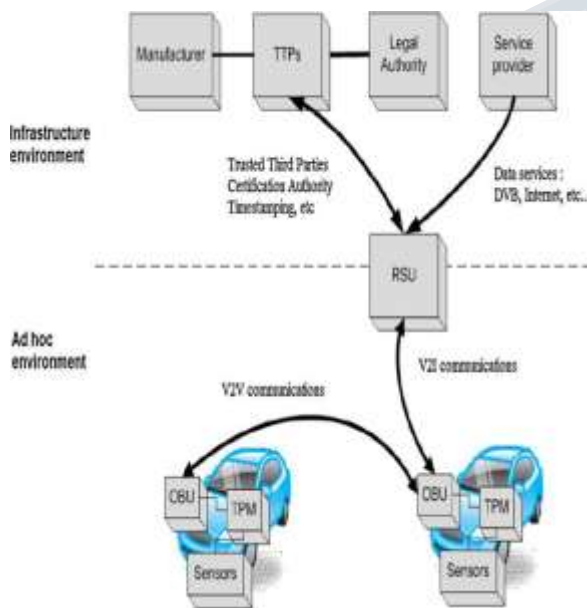 Manufacturer
TTPs
Legal
Authority
Service
provider
Infrastructure
environment
Trusted Third Parties
Certification Authority
Timestamping, etc
Data services :
DVB, Internet, etc..
RSU
Ad hoc
environment
V2I communications
V2V communications
OBU
TPM
Sensors
OBU
TPM
Sensors